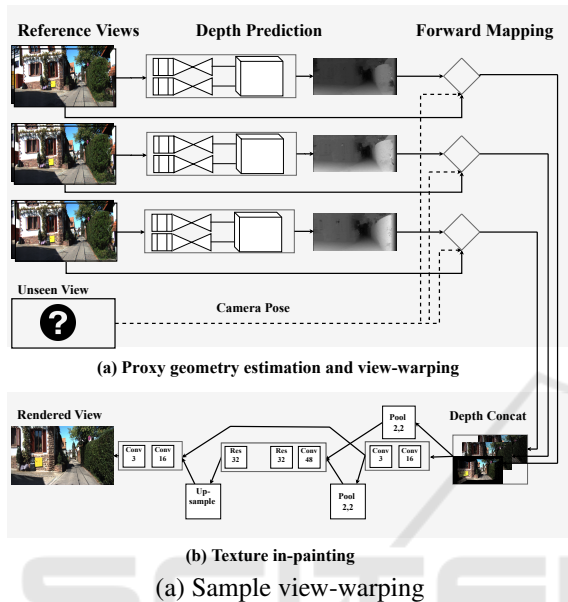 Reference Views Depth Prediction Forward Mapping
Unseen View
?
Camera Pose
(a) Proxy geometry estimation and view-warping
Rendered View
Depth Concat
Pool
2,2
Conv
3
Conv
16
Res
32
Res
32
Conv
48
Conv
3
Conv
16
Up-
sample
Pool
2,2
(b) Texture in-painting
(a) Sample view-warping